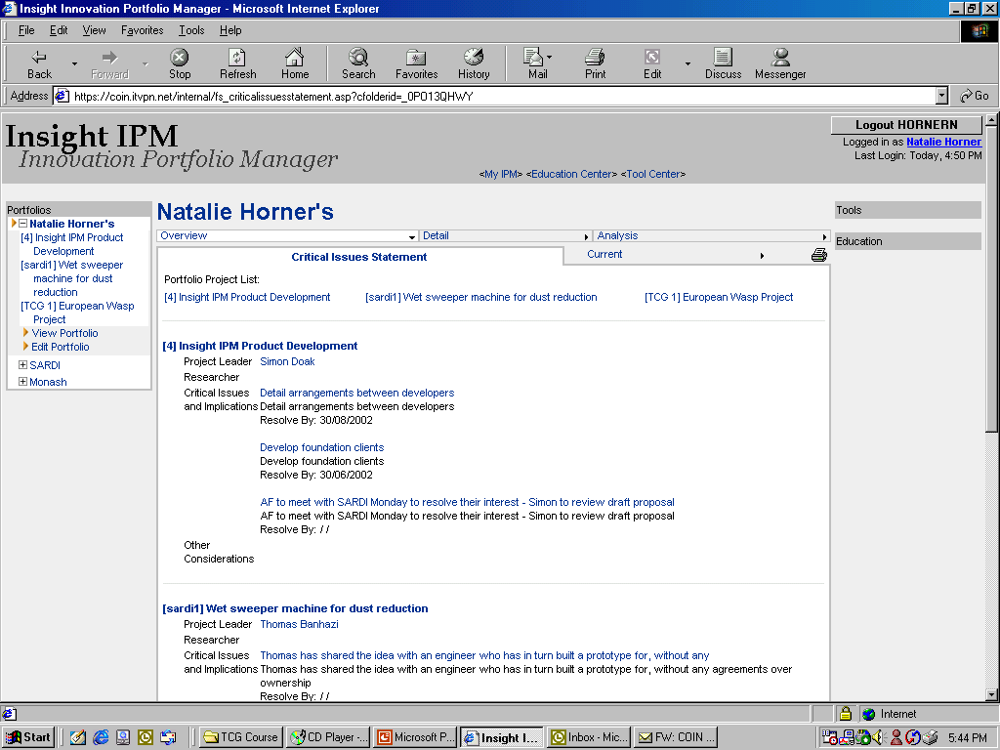 Insight Innovation Portfolio Manager - Microsoft Internet Explorer
File Edit View Favorites Tools Help
Back Forward Stop Refresh Home Search Favorites History Mail Print Edit Discuss Messenger
Address https://coin.itvpn.net/internal/fs_criticalissuesstatement.asp?cfolderid=_0PO13QHWY Go
Insight IPM
Innovation Portfolio Manager
Logout HORNERN
Logged in as Natalie Horner
Last Login: Today, 4:50 PM
<My IPM> <Education Center> <Tool Center>
Portfolios
Natalie Horner's
[4] Insight IPM Product
Development
[sardi1] Wet sweeper
machine for dust
reduction
[TCG 1] European Wasp
Project
View Portfolio
Edit Portfolio
SARDI
Monash
Natalie Horner's
Overview Detail Analysis
Critical Issues Statement Current
Portfolio Project List:
[4] Insight IPM Product Development [sardi1] Wet sweeper machine for dust reduction [TCG 1] European Wasp Project
[4] Insight IPM Product Development
Project Leader Simon Doak
Researcher
Critical Issues Detail arrangements between developers
and Implications Detail arrangements between developers
Resolve By: 30/08/2002
Develop foundation clients
Develop foundation clients
Resolve By: 30/06/2002
AF to meet with SARDI Monday to resolve their interest - Simon to review draft proposal
AF to meet with SARDI Monday to resolve their interest - Simon to review draft proposal
Resolve By: / /
Other
Considerations
[sardi1] Wet sweeper machine for dust reduction
Project Leader Thomas Banhazi
Researcher
Critical Issues Thomas has shared the idea with an engineer who has in turn built a prototype for, without any
and Implications Thomas has shared the idea with an engineer who has in turn built a prototype for, without any agreements over
ownership
Resolve By: / /
Tools
Education
Internet
Start TCG Course CD Player -... Microsoft P... Insight I... Inbox - Mic... FW: COIN ... 5:44 PM